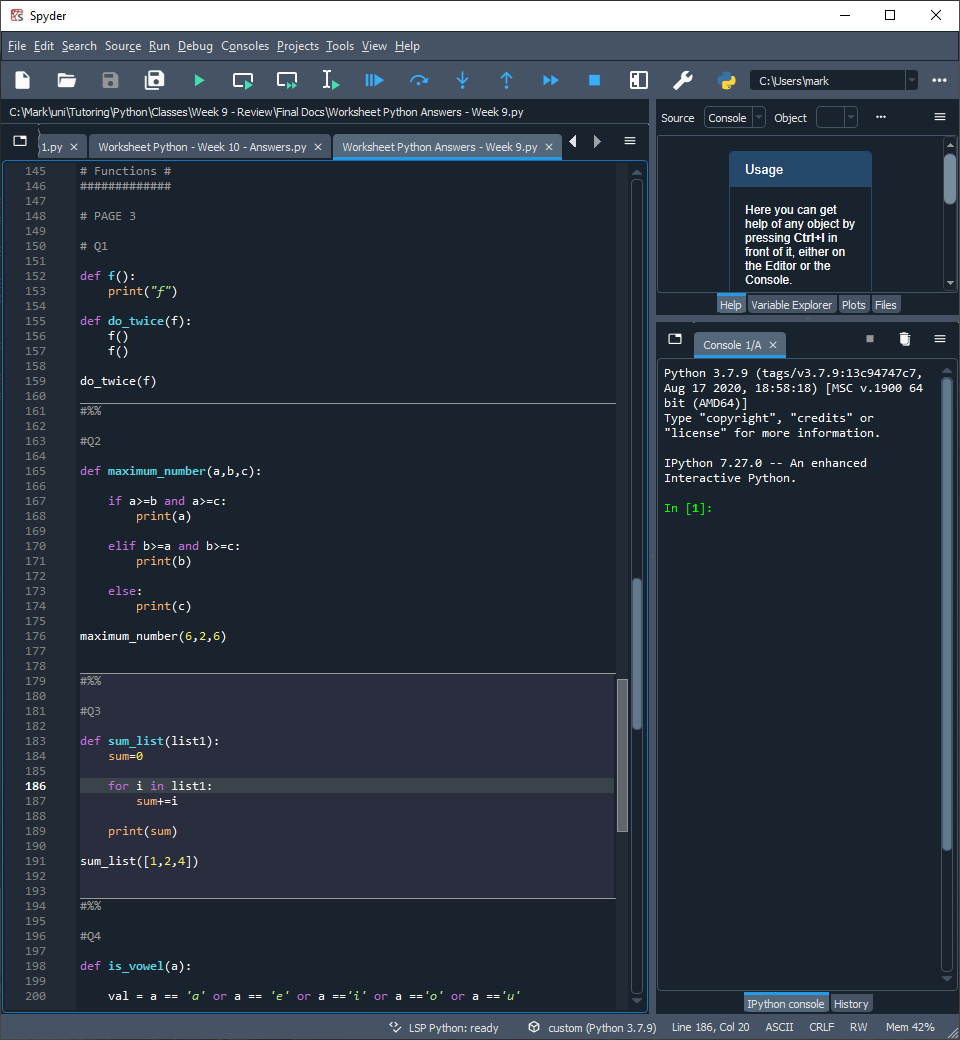 Spyder
File Edit Search Source Run Debug Consoles Projects Tools View Help
C:\Users\mark
C:\Mark\uni\Tutoring\Python\Classes\Week 9 - Review\Final Docs\Worksheet Python Answers - Week 9.py
1.py Worksheet Python - Week 10 - Answers.py Worksheet Python Answers - Week 9.py
145 # Functions #
146 #############
147
148 # PAGE 3
149
150 # Q1
151
152 def f():
153     print("f")
154
155 def do_twice(f):
156     f()
157     f()
158
159 do_twice(f)
160
161 #%%
162
163 #Q2
164
165 def maximum_number(a,b,c):
166
167     if a>=b and a>=c:
168         print(a)
169
170     elif b>=a and b>=c:
171         print(b)
172
173     else:
174         print(c)
175
176 maximum_number(6,2,6)
177
178
179 #%%
180
181 #Q3
182
183 def sum_list(list1):
184     sum=0
185
186     for i in list1:
187         sum+=i
188
189     print(sum)
190
191 sum_list([1,2,4])
192
193
194 #%%
195
196 #Q4
197
198 def is_vowel(a):
199
200     val = a == 'a' or a == 'e' or a =='i' or a =='o' or a =='u'
Source Console Object
Usage
Here you can get
help of any object by
pressing Ctrl+I in
front of it, either on
the Editor or the
Console.
Help Variable Explorer Plots Files
Console 1/A
Python 3.7.9 (tags/v3.7.9:13c94747c7,
Aug 17 2020, 18:58:18) [MSC v.1900 64
bit (AMD64)]
Type "copyright", "credits" or
"license" for more information.
IPython 7.27.0 -- An enhanced
Interactive Python.
In [1]:
IPython console History
LSP Python: ready custom (Python 3.7.9) Line 186, Col 20 ASCII CRLF RW Mem 42%